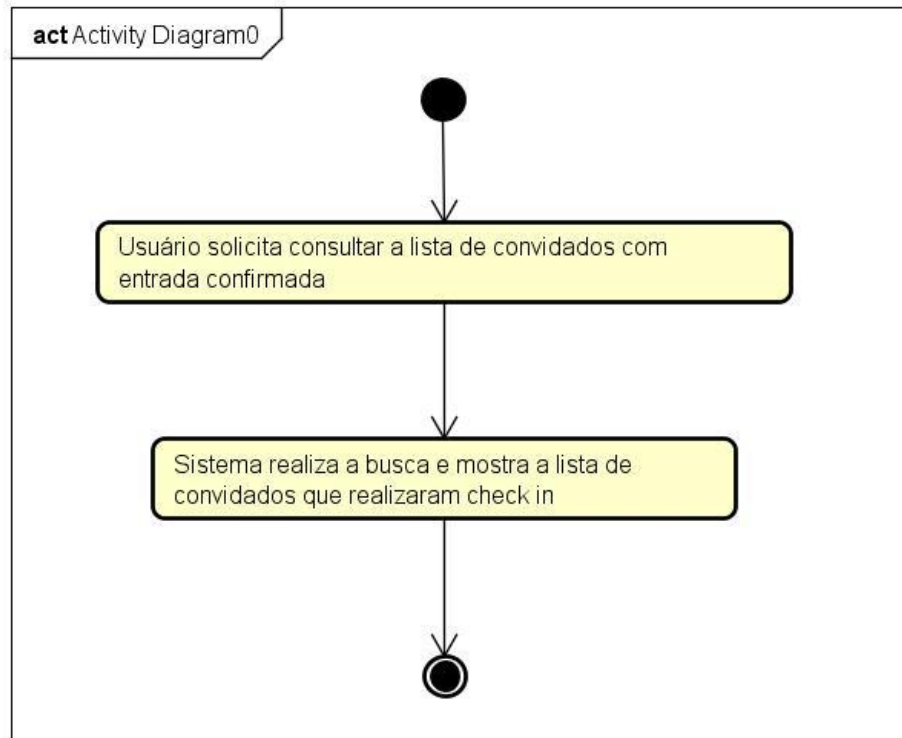 act Activity Diagram0
Usuário solicita consultar a lista de convidados com
entrada confirmada
Sistema realiza a busca e mostra a lista de
convidados que realizaram check in